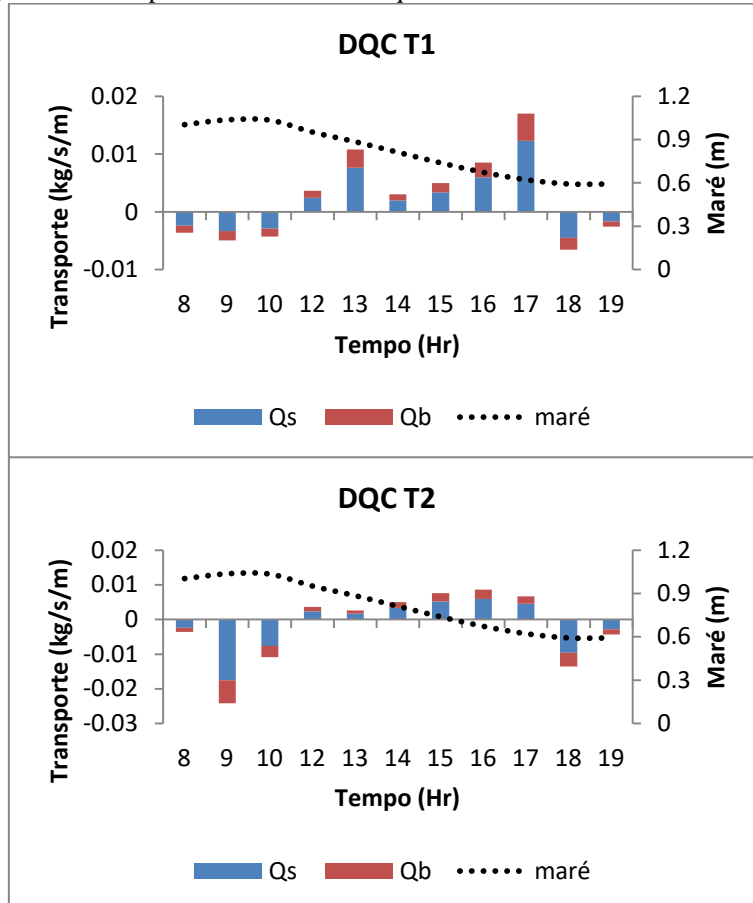 DQC T1
Transporte (kg/s/m)
0.02
0.01
0
-0.01
1.2
0.9
0.6
0.3
0
Maré (m)
8 9 10 12 13 14 15 16 17 18 19
Tempo (Hr)
Qs Qb maré
DQC T2
Transporte (kg/s/m)
0.02
0.01
0
-0.01
-0.02
-0.03
1.2
0.9
0.6
0.3
0
Maré (m)
8 9 10 12 13 14 15 16 17 18 19
Tempo (Hr)
Qs Qb maré